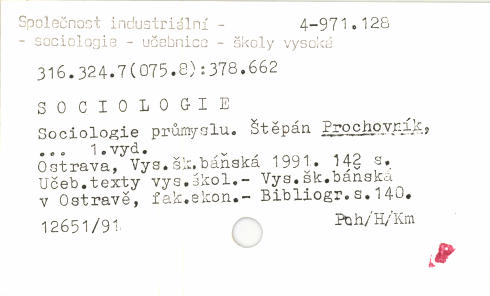 Společnost industriální - 4-971.128
- sociologie - učebnice - školy vysoké
316.324.7(075.8):378.662
S O C I O L O G I E
Sociologie průmyslu. Štěpán Prochovník,
... 1.vyd.
Ostrava, Vys.šk.báňská 1991. 142 s.
Učeb.texty vys.škol.- Vys.šk.báňská
v Ostravě, fak.ekon.- Bibliogr.s.140.
12651/91 Poh/H/Km